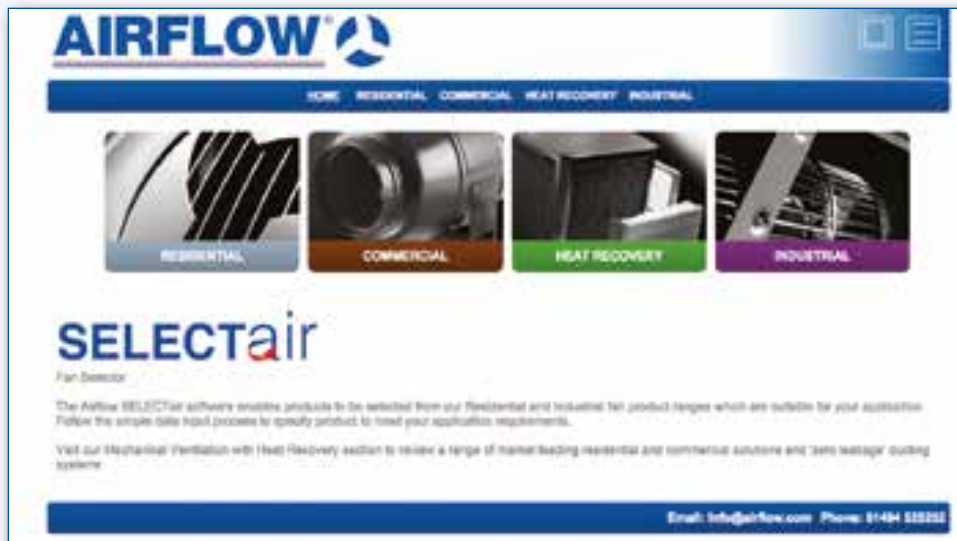 AIRFLOW
HOME RESIDENTIAL COMMERCIAL HEAT RECOVERY INDUSTRIAL
RESIDENTIAL
COMMERCIAL
HEAT RECOVERY
INDUSTRIAL
SELECTair
Fan Selector
The Airflow SELECTair software enables products to be selected from our Residential and Industrial fan product ranges which are suitable for your application.
Follow the simple data input process to specify product to meet your application requirements.
Visit our Mechanical Ventilation with Heat Recovery section to review a range of market leading residential and commercial solutions and 'zero leakage' ducting
systems
Email: info@airflow.com Phone: 01494 525252